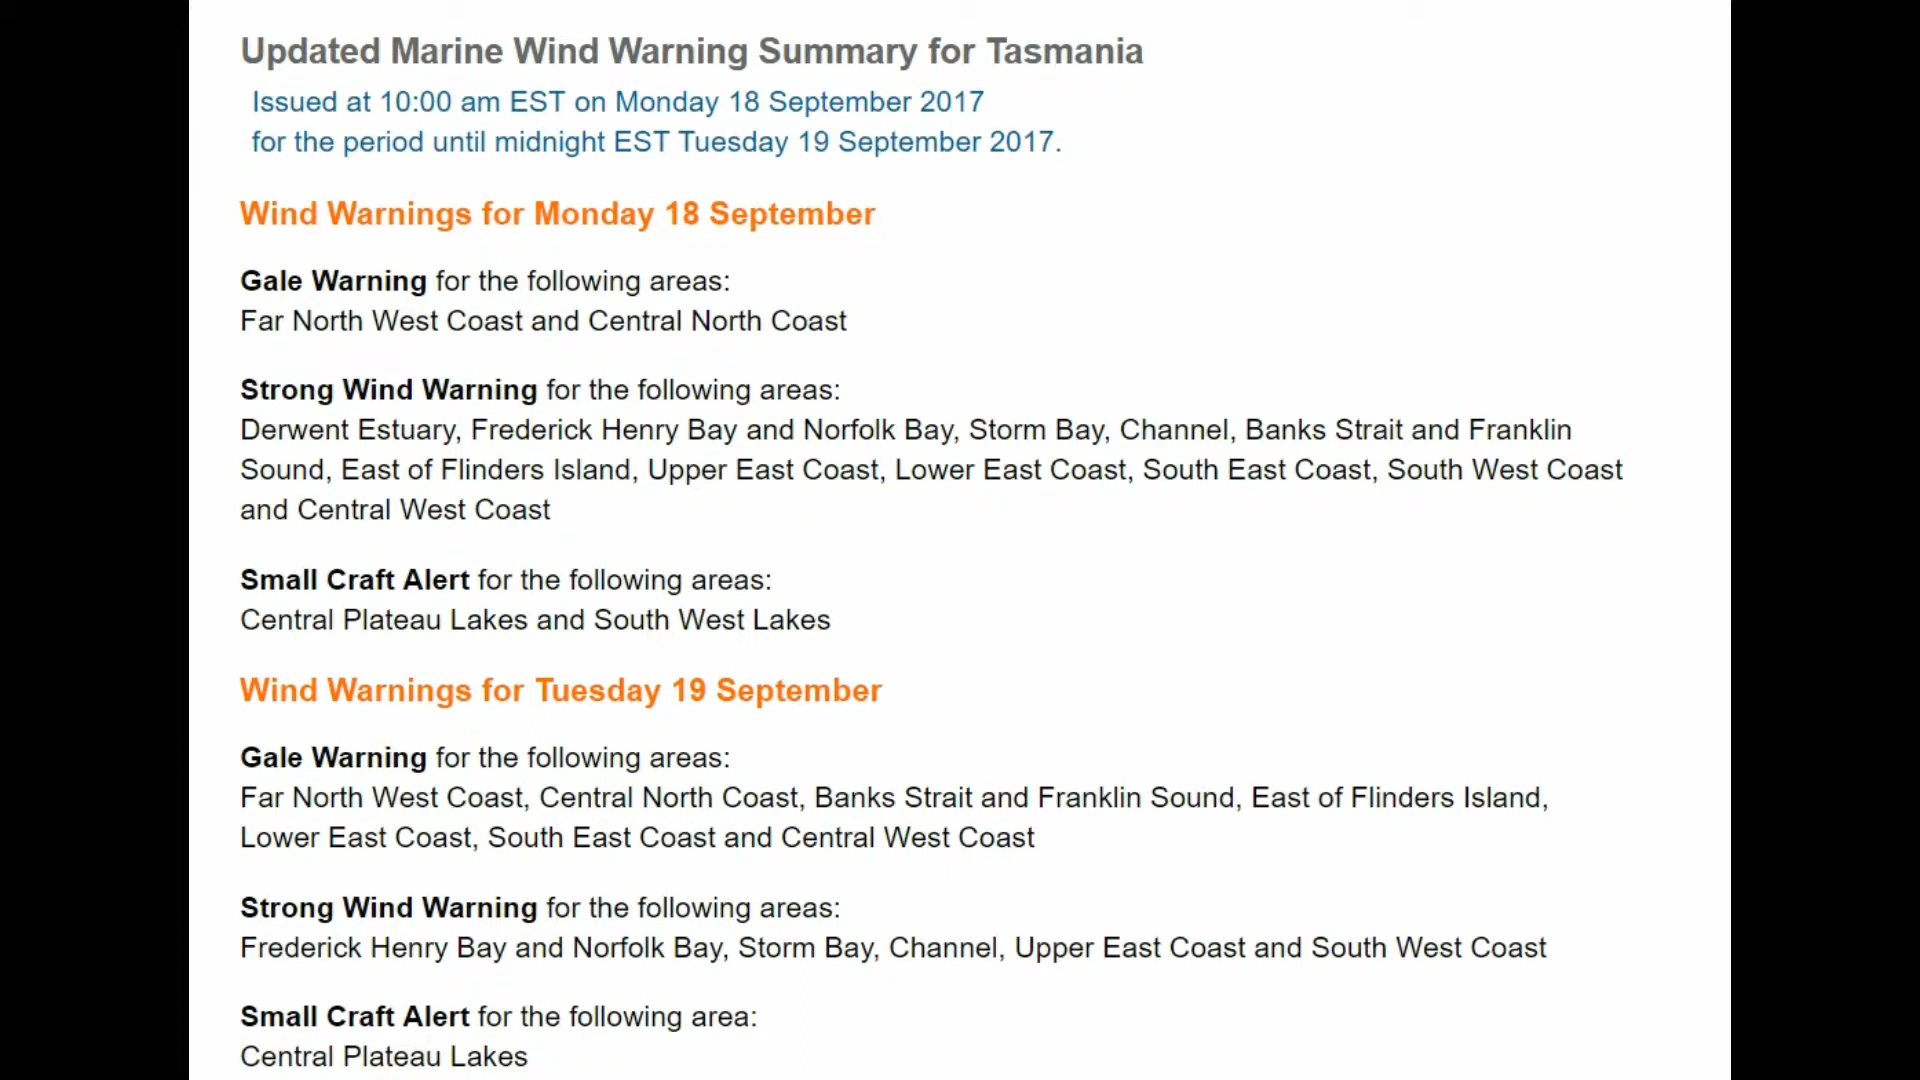 Updated Marine Wind Warning Summary for Tasmania
Issued at 10:00 am EST on Monday 18 September 2017
for the period until midnight EST Tuesday 19 September 2017.
Wind Warnings for Monday 18 September
Gale Warning for the following areas:
Far North West Coast and Central North Coast
Strong Wind Warning for the following areas:
Derwent Estuary, Frederick Henry Bay and Norfolk Bay, Storm Bay, Channel, Banks Strait and Franklin
Sound, East of Flinders Island, Upper East Coast, Lower East Coast, South East Coast, South West Coast
and Central West Coast
Small Craft Alert for the following areas:
Central Plateau Lakes and South West Lakes
Wind Warnings for Tuesday 19 September
Gale Warning for the following areas:
Far North West Coast, Central North Coast, Banks Strait and Franklin Sound, East of Flinders Island,
Lower East Coast, South East Coast and Central West Coast
Strong Wind Warning for the following areas:
Frederick Henry Bay and Norfolk Bay, Storm Bay, Channel, Upper East Coast and South West Coast
Small Craft Alert for the following area:
Central Plateau Lakes